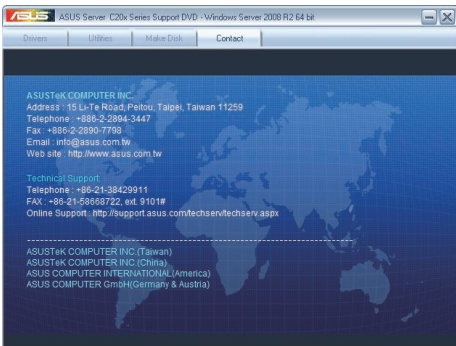 ASUS ASUS Server C20x Series Support DVD - Windows Server 2008 R2 64 bit
Drivers Utilities Make Disk Contact
ASUSTeK COMPUTER INC.
Address : 15 Li-Te Road, Peitou, Taipei, Taiwan 11259
Telephone : +886-2-2894-3447
Fax : +886-2-2890-7798
Email : info@asus.com.tw
Web site : http://www.asus.com.tw
Technical Support
Telephone : +86-21-38429911
FAX : +86-21-58668722, ext. 9101#
Online Support : http://support.asus.com/techserv/techserv.aspx
ASUSTeK COMPUTER INC.(Taiwan)
ASUSTeK COMPUTER INC.(China)
ASUS COMPUTER INTERNATIONAL(America)
ASUS COMPUTER GmbH(Germany & Austria)